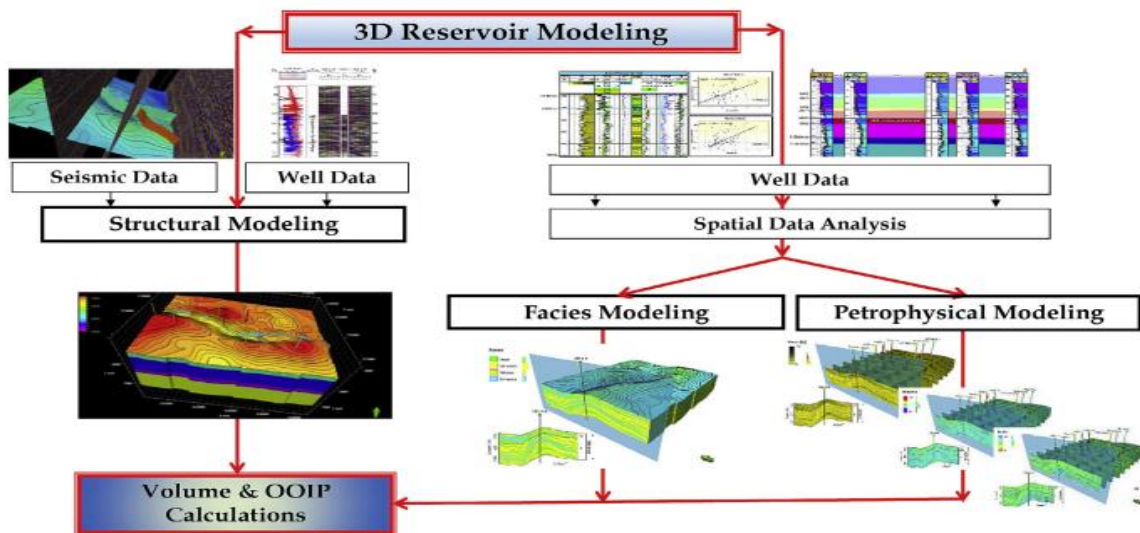 3D Reservoir Modeling
Seismic Data
Well Data
Well Data
Structural Modeling
Spatial Data Analysis
Facies Modeling
Petrophysical Modeling
Volume & OOIP
Calculations